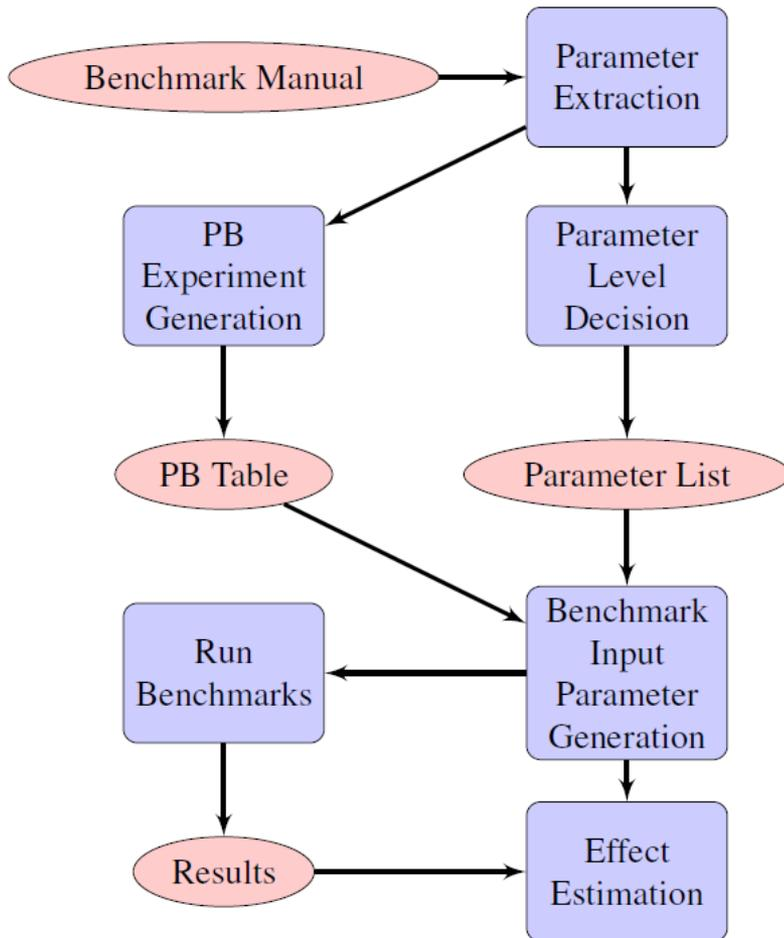 Benchmark Manual
Parameter
Extraction
PB
Experiment
Generation
Parameter
Level
Decision
PB Table
Parameter List
Run
Benchmarks
Benchmark
Input
Parameter
Generation
Results
Effect
Estimation